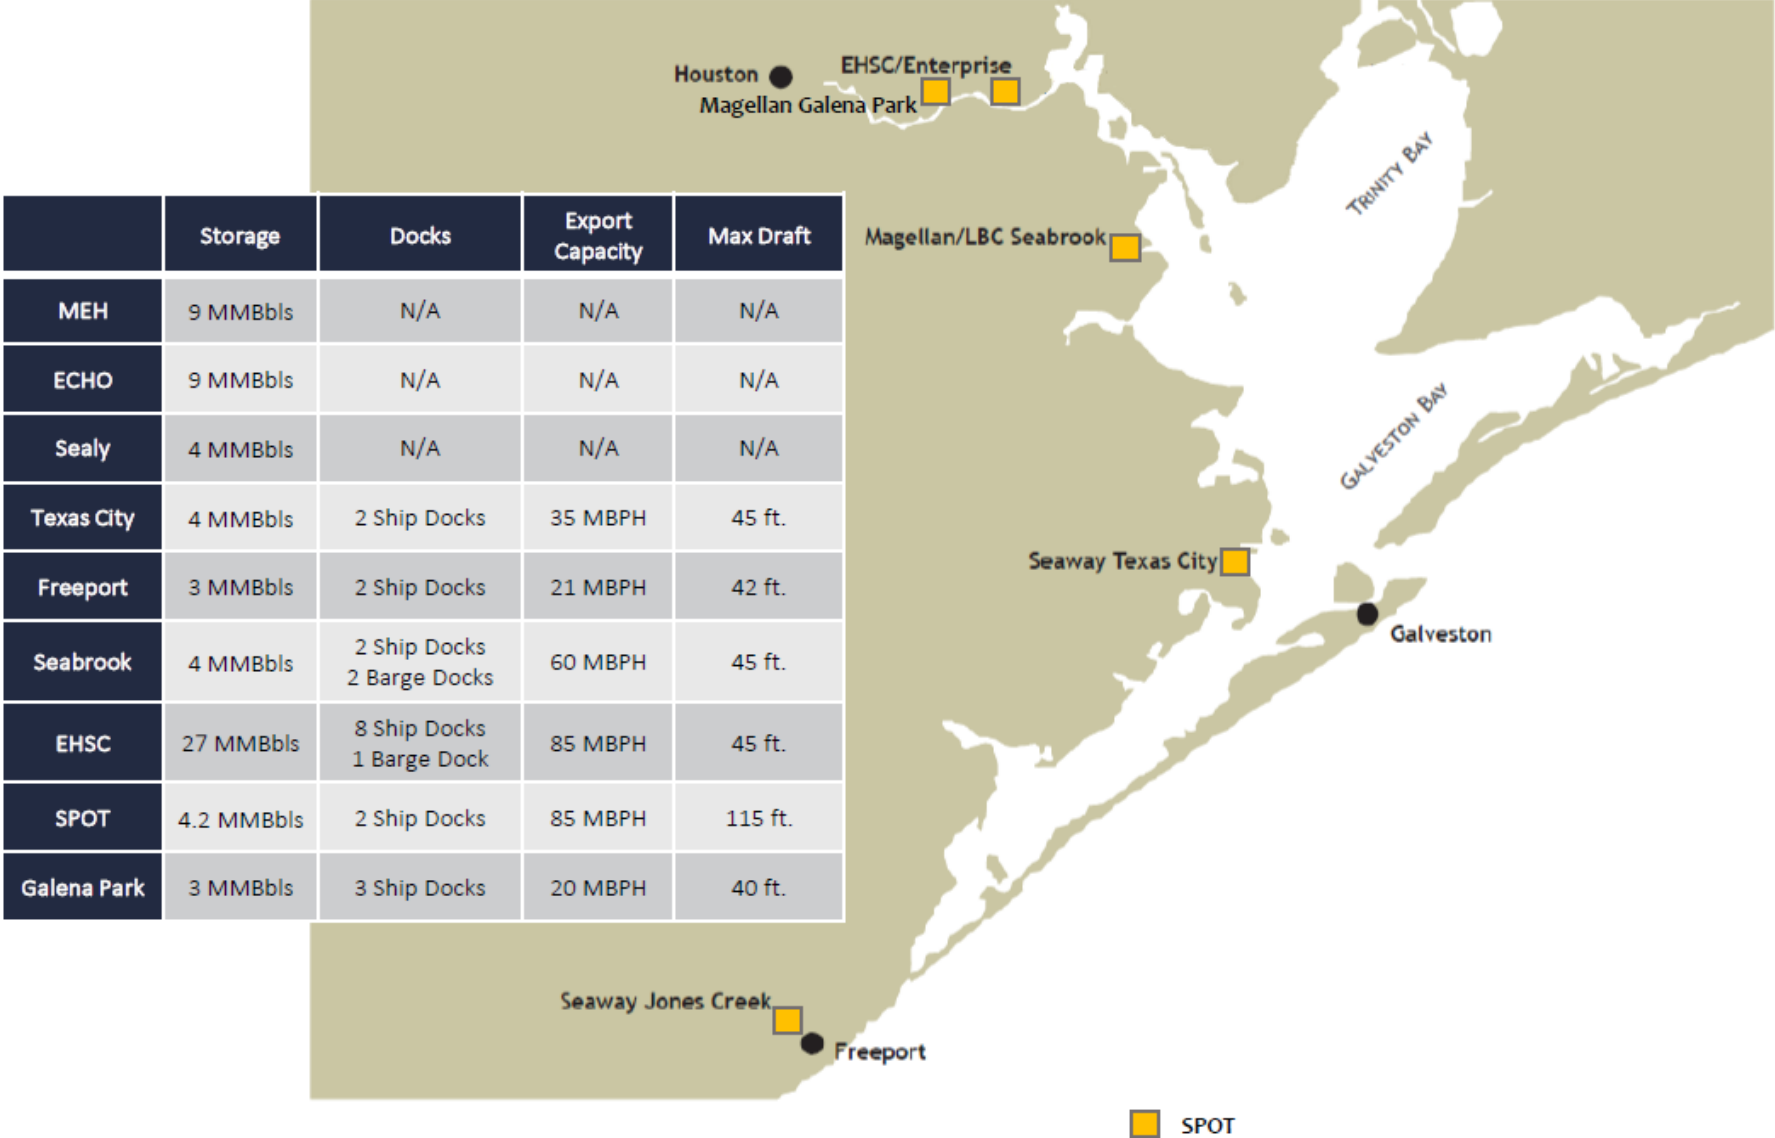 Houston
EHSC/Enterprise
Magellan Galena Park
TRINITY BAY
Magellan/LBC Seabrook
Storage Docks Export Capacity Max Draft
MEH 9 MMBbls N/A N/A N/A
ECHO 9 MMBbls N/A N/A N/A
Sealy 4 MMBbls N/A N/A N/A
Texas City 4 MMBbls 2 Ship Docks 35 MBPH 45 ft.
Freeport 3 MMBbls 2 Ship Docks 21 MBPH 42 ft.
Seabrook 4 MMBbls 2 Ship Docks 2 Barge Docks 60 MBPH 45 ft.
EHSC 27 MMBbls 8 Ship Docks 1 Barge Dock 85 MBPH 45 ft.
SPOT 4.2 MMBbls 2 Ship Docks 85 MBPH 115 ft.
Galena Park 3 MMBbls 3 Ship Docks 20 MBPH 40 ft.
GALVESTON BAY
Seaway Texas City
Galveston
Seaway Jones Creek
Freeport
SPOT